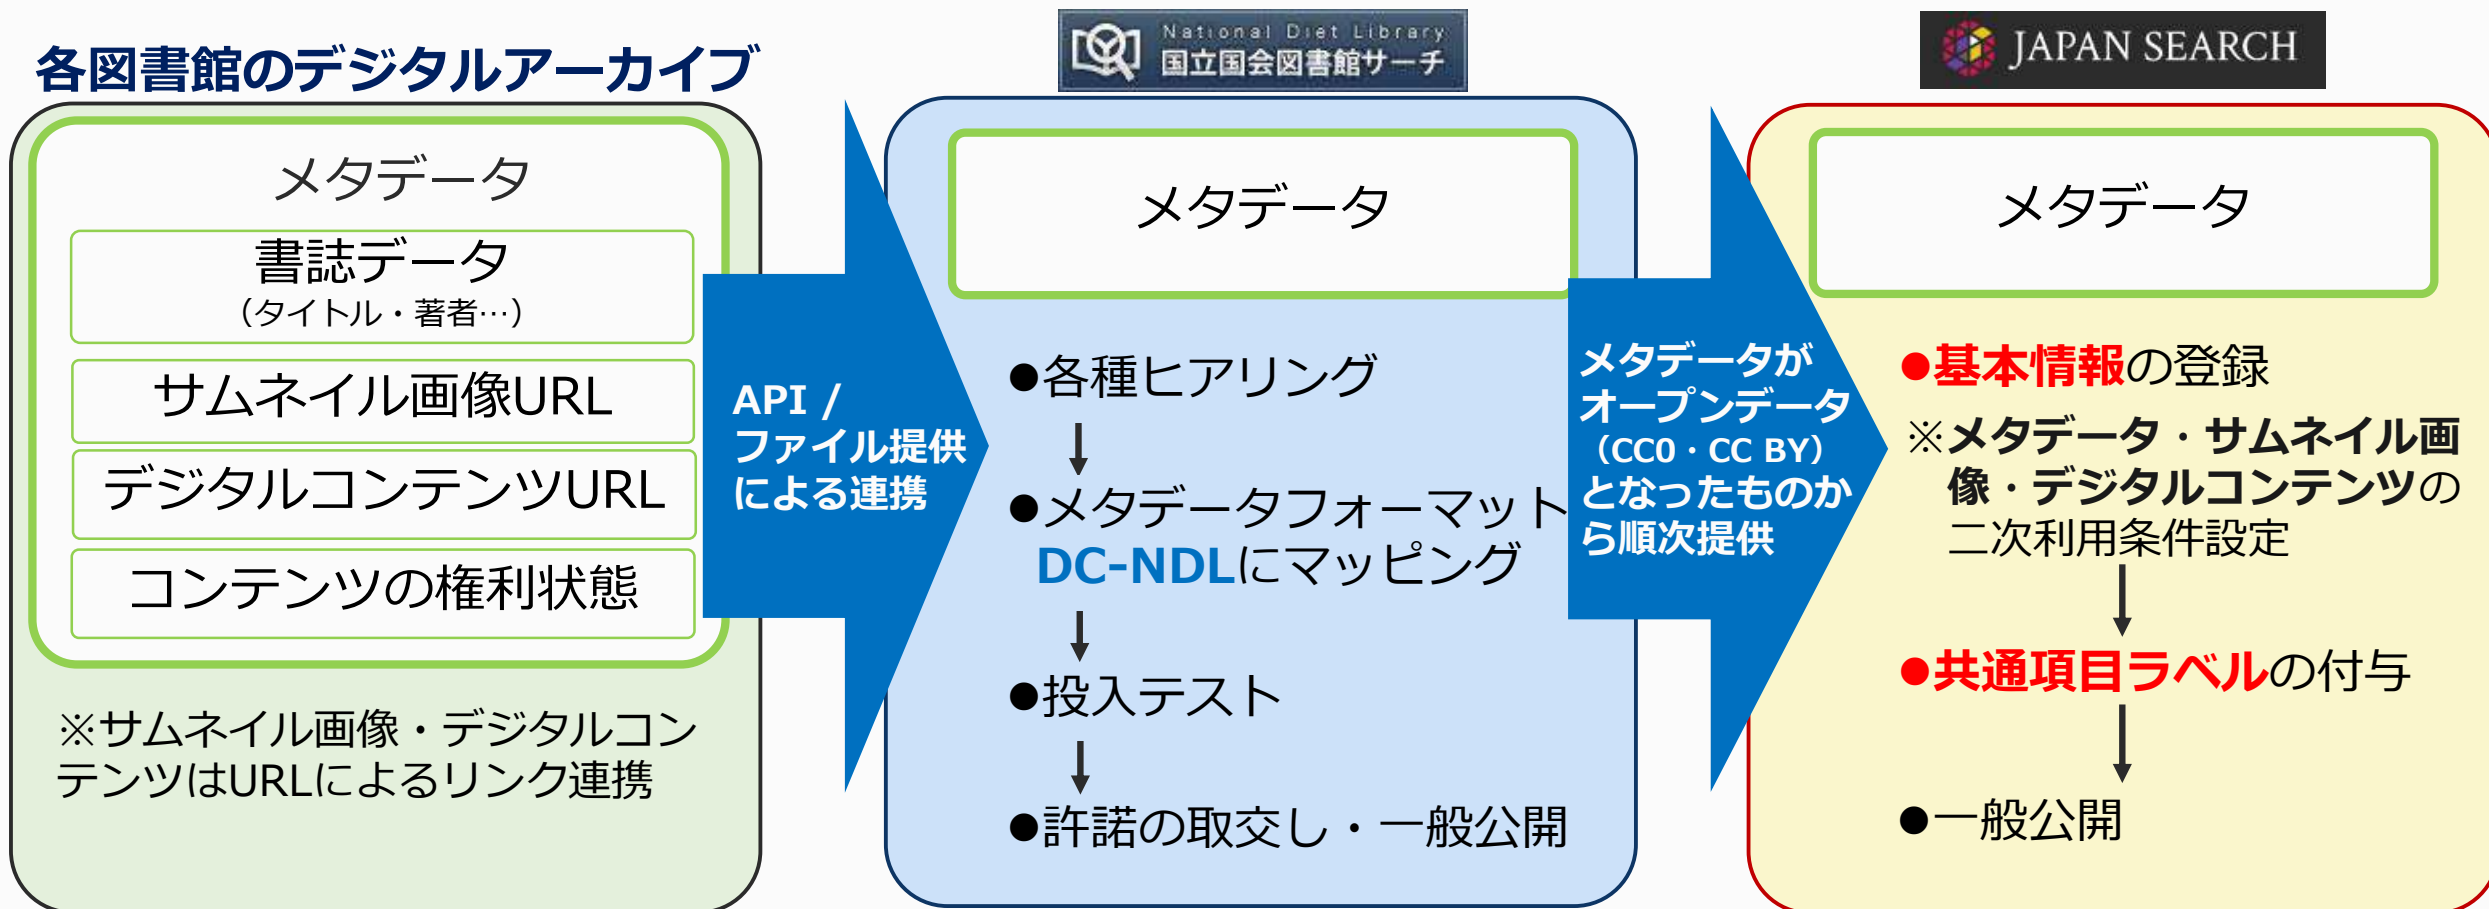 各図書館のデジタルアーカイブ
メタデータ
書誌データ
（タイトル・著者…）
サムネイル画像URL
デジタルコンテンツURL
コンテンツの権利状態
※サムネイル画像・デジタルコン
テンツはURLによるリンク連携
API /
ファイル提供
による連携
National Diet Library
国立国会図書館サーチ
メタデータ
●各種ヒアリング
●メタデータフォーマット
DC-NDLにマッピング
●投入テスト
●許諾の取交し・一般公開
メタデータが
オープンデータ
（CC0・CC BY）
となったものか
ら順次提供
JAPAN SEARCH
メタデータ
●基本情報の登録
※メタデータ・サムネイル画
像・デジタルコンテンツの
二次利用条件設定
●共通項目ラベルの付与
●一般公開